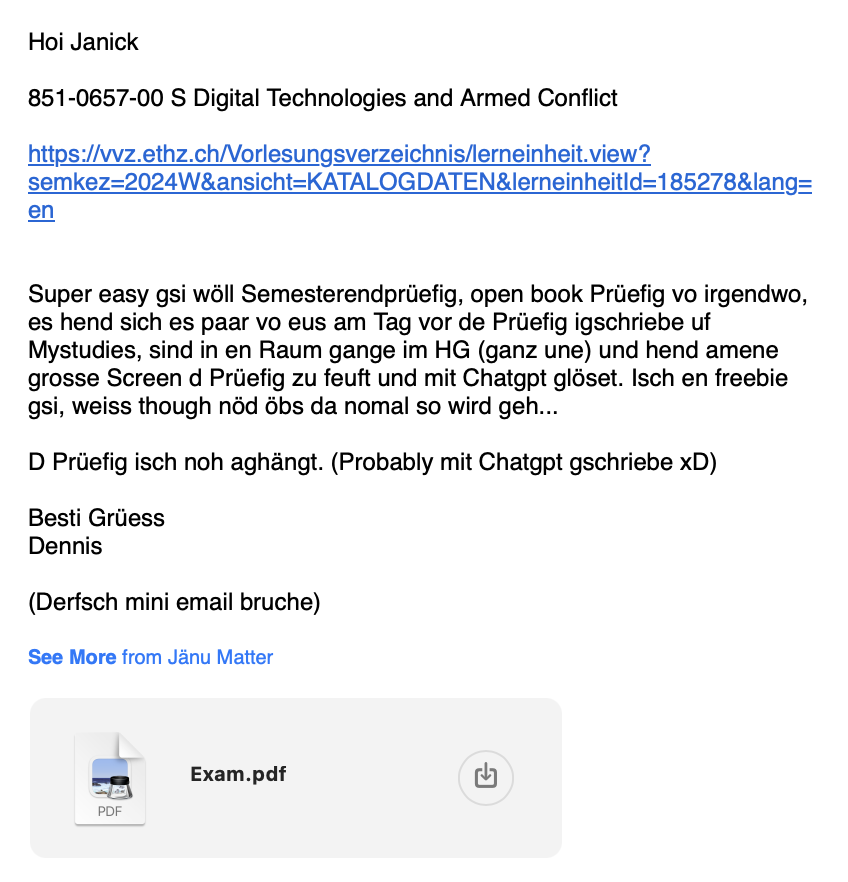 Hoi Janick
851-0657-00 S Digital Technologies and Armed Conflict
https://vvz.ethz.ch/Vorlesungsverzeichnis/lerneinheit.view?
semkez=2024W&ansicht=KATALOGDATEN&lerneinheitId=185278&lang=
en
Super easy gsi wöll Semesterendprüefig, open book Prüefig vo irgendwo,
es hend sich es paar vo eus am Tag vor de Prüefig igschriebe uf
Mystudies, sind in en Raum gange im HG (ganz une) und hend amene
grosse Screen d Prüefig zu feuft und mit Chatgpt glöset. Isch en freebie
gsi, weiss though nöd öbs da nomal so wird geh...
D Prüefig isch noh aghängt. (Probably mit Chatgpt gschriebe xD)
Besti Grüess
Dennis
(Derfsch mini email bruche)
See More from Jänu Matter
Exam.pdf
PDF